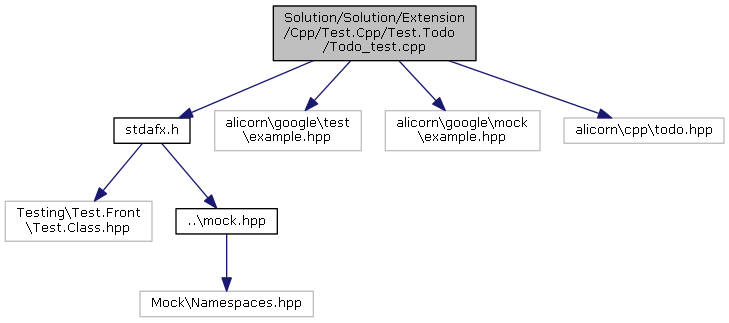 Solution/Solution/Extension
/Cpp/Test.Cpp/Test.Todo
/Todo_test.cpp
stdafx.h
alicorn\google\test
\example.hpp
alicorn\google\mock
\example.hpp
alicorn\cpp\todo.hpp
Testing\Test.Front
\Test.Class.hpp
..\mock.hpp
Mock\Namespaces.hpp